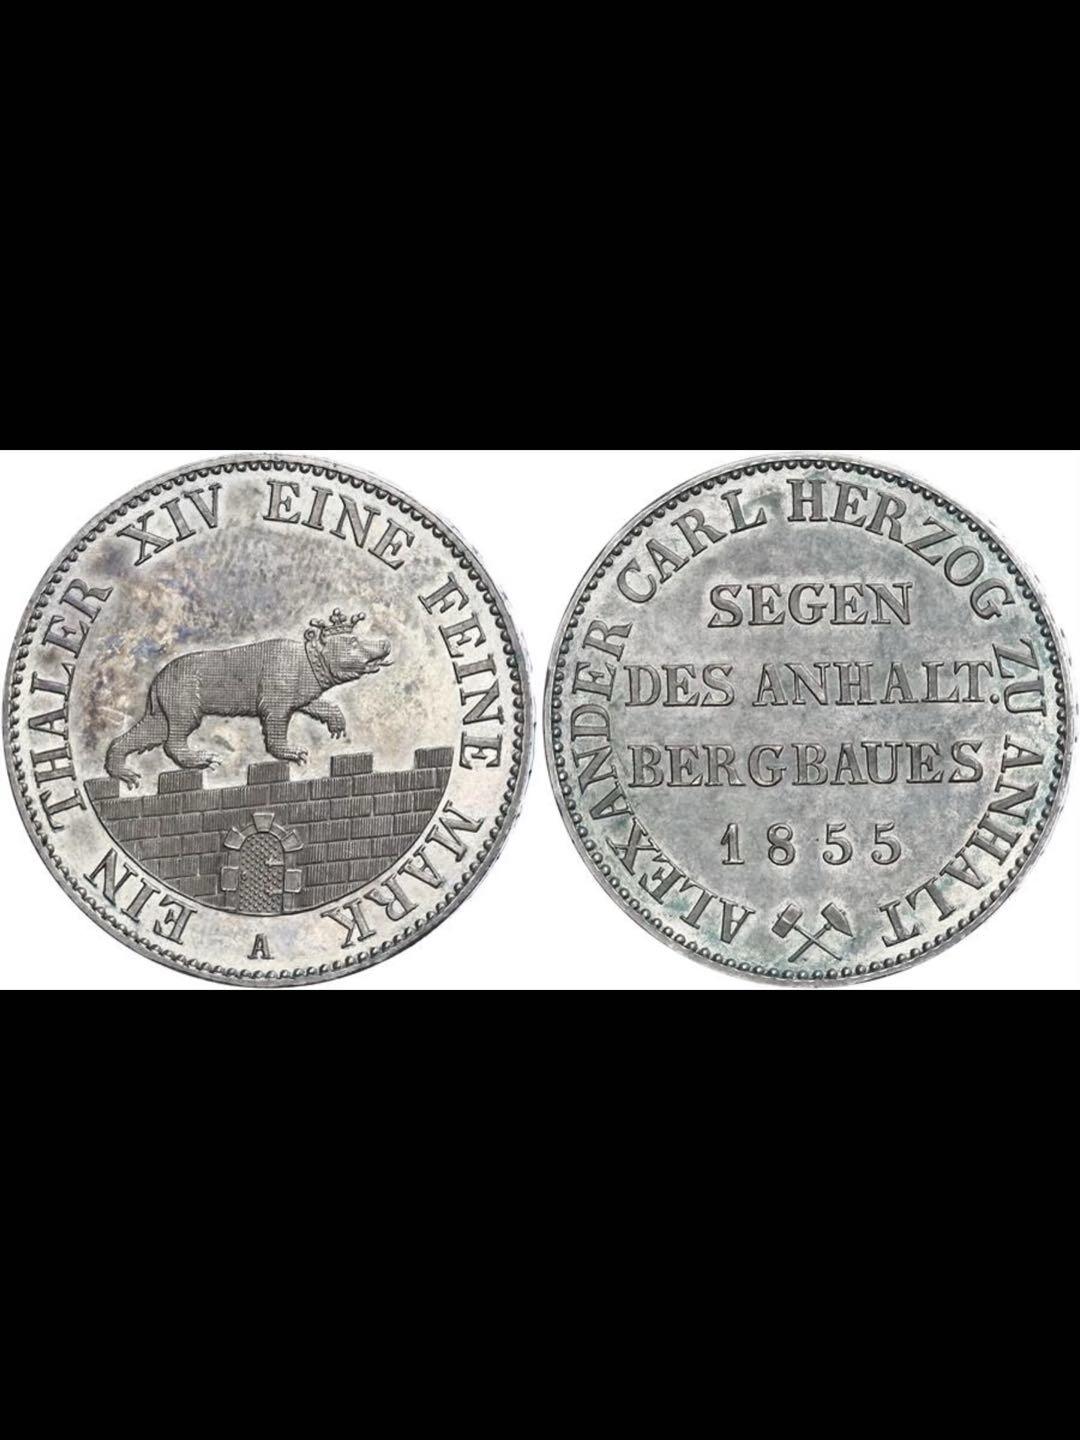 EIN THALER XIV EINE FEINE MARK
A
ALEXANDER CARL HERZOG ZU ANHALT
SEGEN
DES ANHALT.
BERGBAUES
1855